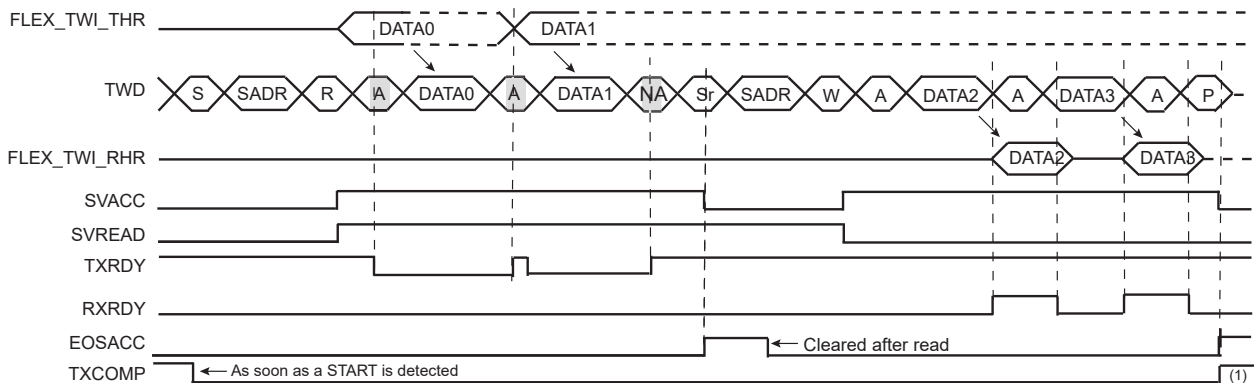 FLEX_TWI_THR DATA0 DATA1
TWD S SADR R A DATA0 A DATA1 NA Sr SADR W A DATA2 A DATA3 A P
FLEX_TWI_RHR DATA2 DATA3
SVACC
SVREAD
TXRDY
RXRDY
EOSACC Cleared after read
TXCOMP As soon as a START is detected (1)